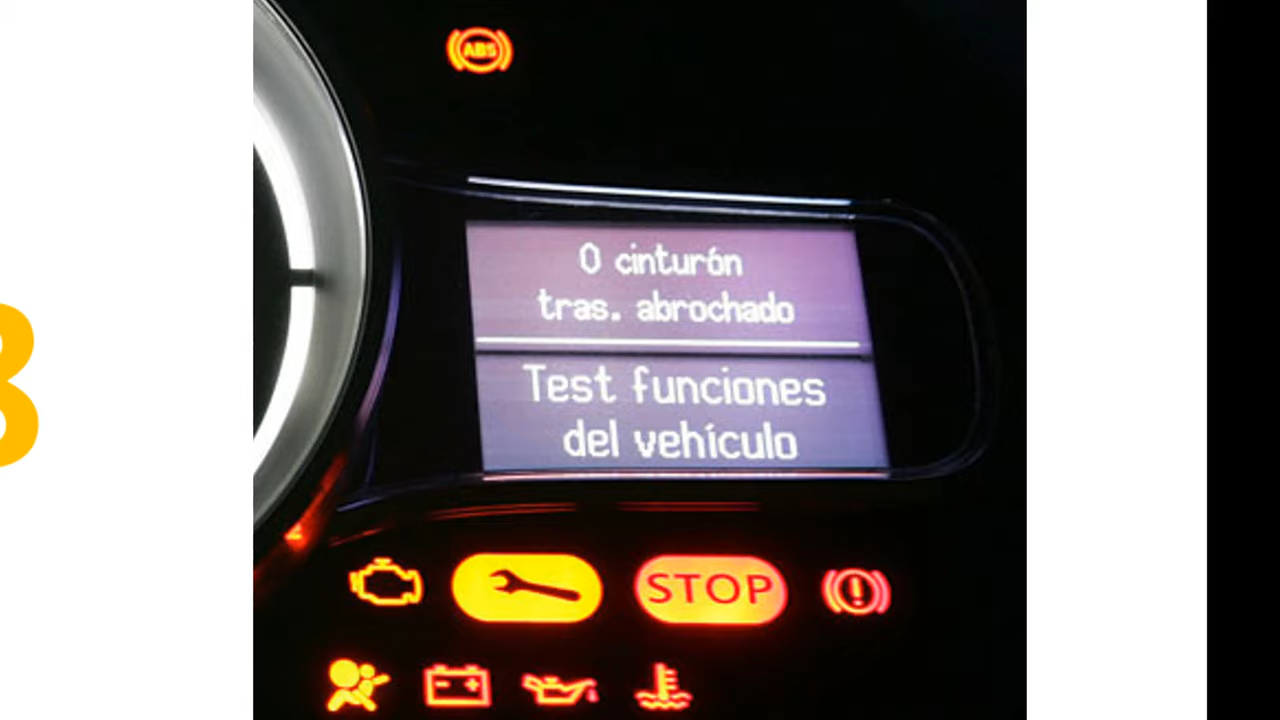 ABS
0 cinturón
tras. abrochado
Test funciones
del vehículo
STOP